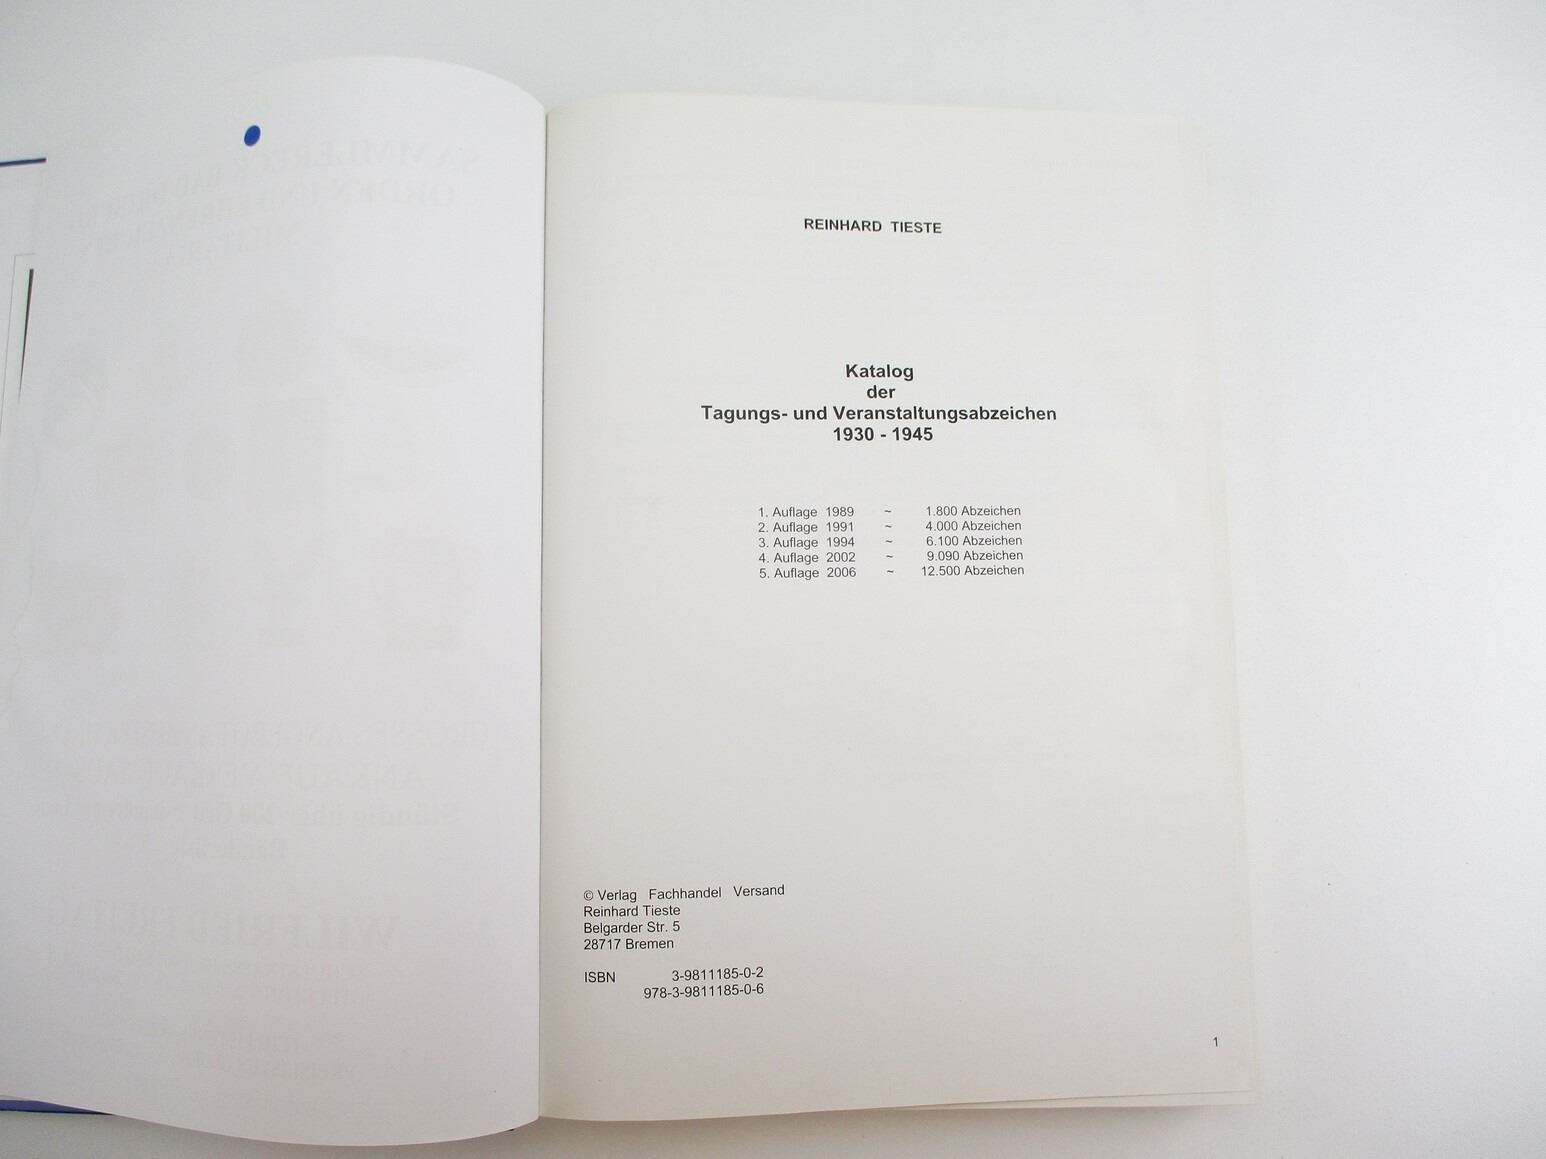 REINHARD TIESTE
Katalog
der
Tagungs- und Veranstaltungsabzeichen
1930 - 1945
1. Auflage 1989 ~ 1.800 Abzeichen
2. Auflage 1991 ~ 4.000 Abzeichen
3. Auflage 1994 ~ 6.100 Abzeichen
4. Auflage 2002 ~ 9.090 Abzeichen
5. Auflage 2006 ~ 12.500 Abzeichen
© Verlag Fachhandel Versand
Reinhard Tieste
Belgarder Str. 5
28717 Bremen
ISBN 3-9811185-0-2
978-3-9811185-0-6
1